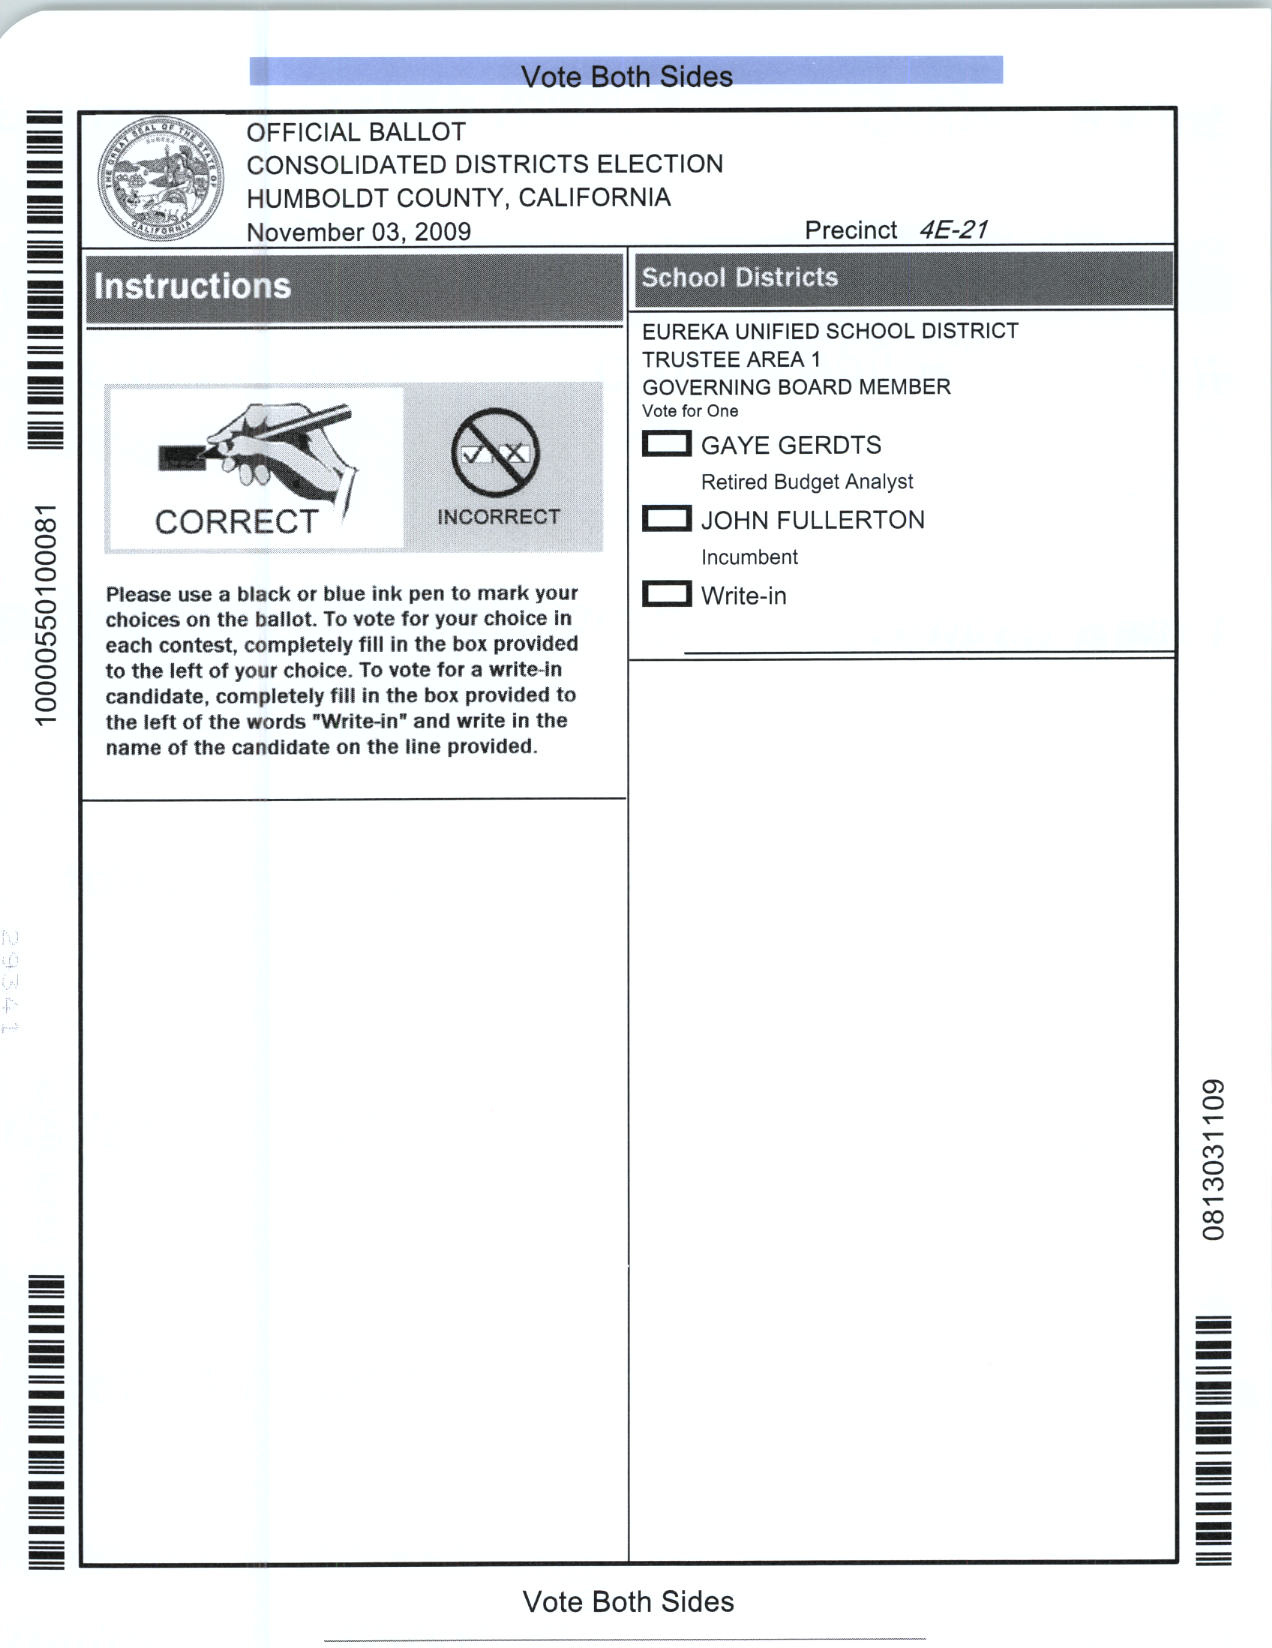 Vote Both Sides
OFFICIAL BALLOT
CONSOLIDATED DISTRICTS ELECTION
HUMBOLDT COUNTY, CALIFORNIA
November 03, 2009
Precinct 4E-21
Instructions
CORRECT
INCORRECT
Please use a black or blue ink pen to mark your
choices on the ballot. To vote for your choice in
each contest, completely fill in the box provided
to the left of your choice. To vote for a write-in
candidate, completely fill in the box provided to
the left of the words "Write-in" and write in the
name of the candidate on the line provided.
School Districts
EUREKA UNIFIED SCHOOL DISTRICT
TRUSTEE AREA 1
GOVERNING BOARD MEMBER
Vote for One
GAYE GERDTS
Retired Budget Analyst
JOHN FULLERTON
Incumbent
Write-in
10000550100081
29341
0813031109
Vote Both Sides
THE GREAT SEAL OF THE STATE OF CALIFORNIA
EUREKA